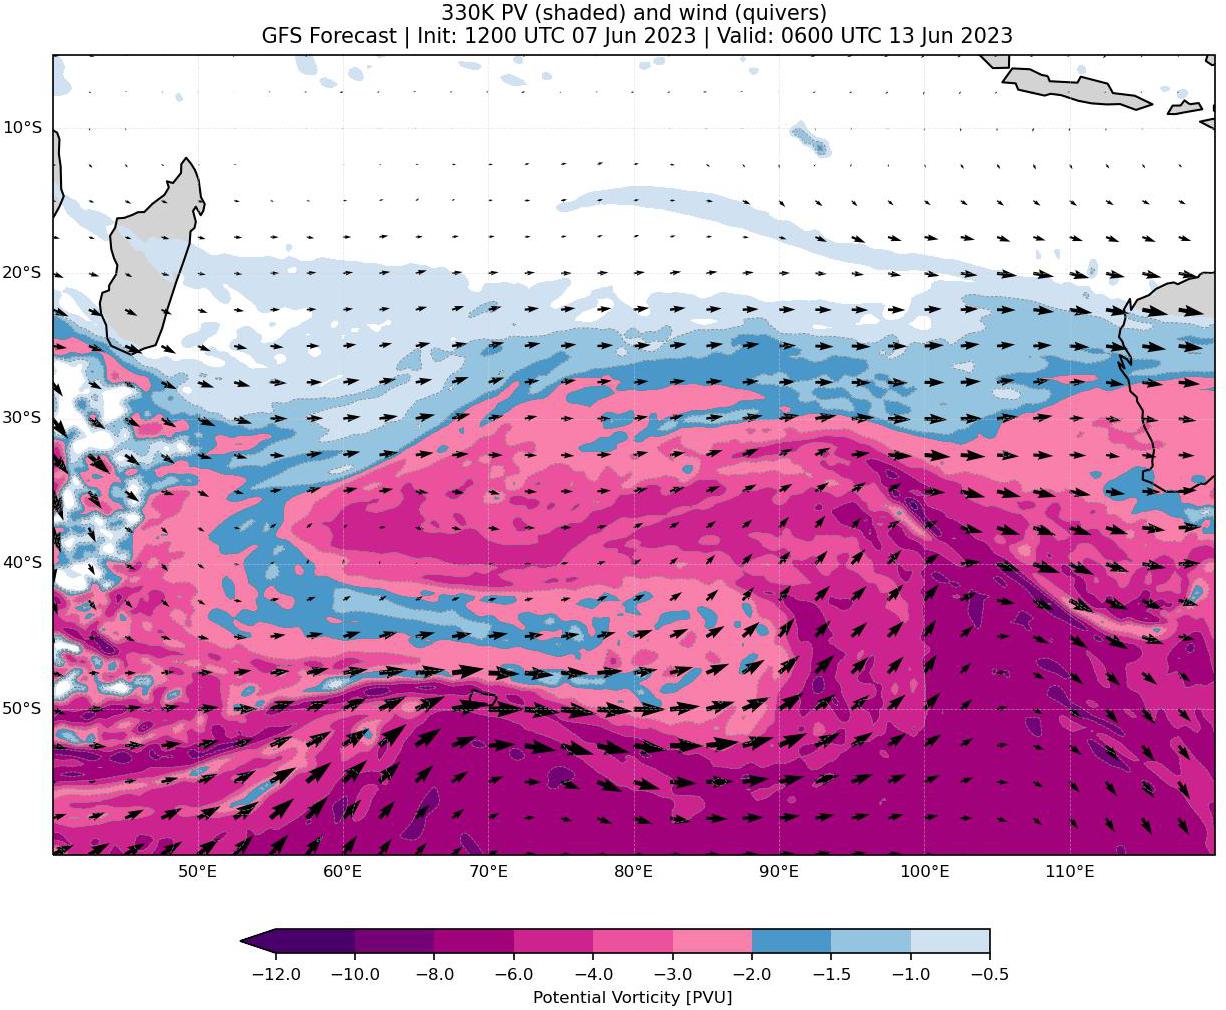 330K PV (shaded) and wind (quivers)
GFS Forecast | Init: 1200 UTC 07 Jun 2023 | Valid: 0600 UTC 13 Jun 2023
10°S
20°S
30°S
40°S
50°S
50°E 60°E 70°E 80°E 90°E 100°E 110°E
−12.0 −10.0 −8.0 −6.0 −4.0 −3.0 −2.0 −1.5 −1.0 −0.5
Potential Vorticity [PVU]